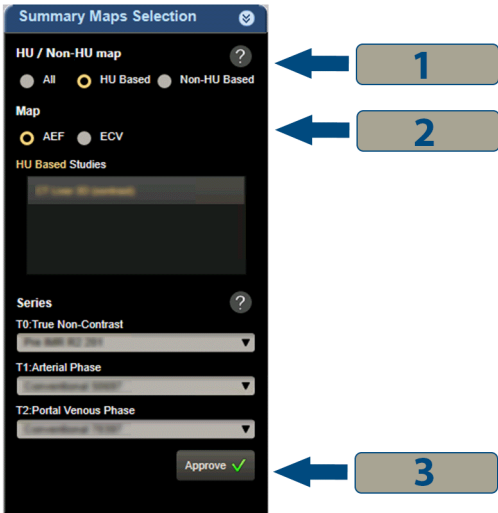 Summary Maps Selection
HU / Non-HU map ?
All HU Based Non-HU Based
1
Map
AEF ECV
2
HU Based Studies
Series ?
T0:True Non-Contrast
T1:Arterial Phase
T2:Portal Venous Phase
Approve
3